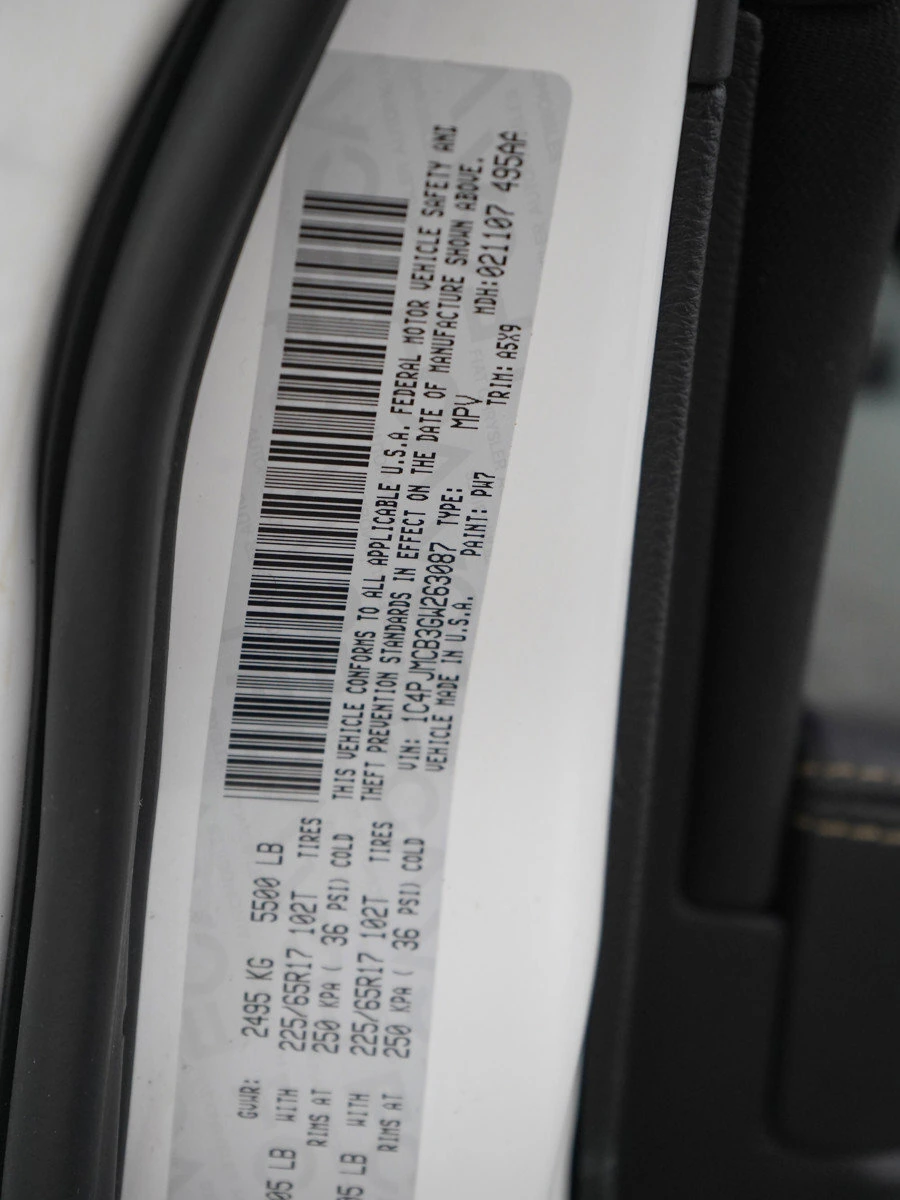 GVWR: 2495 KG 5500 LB
05 LB WITH 225/65R17 102T TIRES
RIMS AT 250 KPA ( 36 PSI) COLD
05 LB WITH 225/65R17 102T TIRES
RIMS AT 250 KPA ( 36 PSI) COLD
THIS VEHICLE CONFORMS TO ALL APPLICABLE U.S.A. FEDERAL MOTOR VEHICLE SAFETY AND
THEFT PREVENTION STANDARDS IN EFFECT ON THE DATE OF MANUFACTURE SHOWN ABOVE.
VIN: 1C4PJMCB3GW263087 TYPE: MPV MDH:021107 495AA
VEHICLE MADE IN U.S.A. PAINT: PW7 TRIM: A5X9